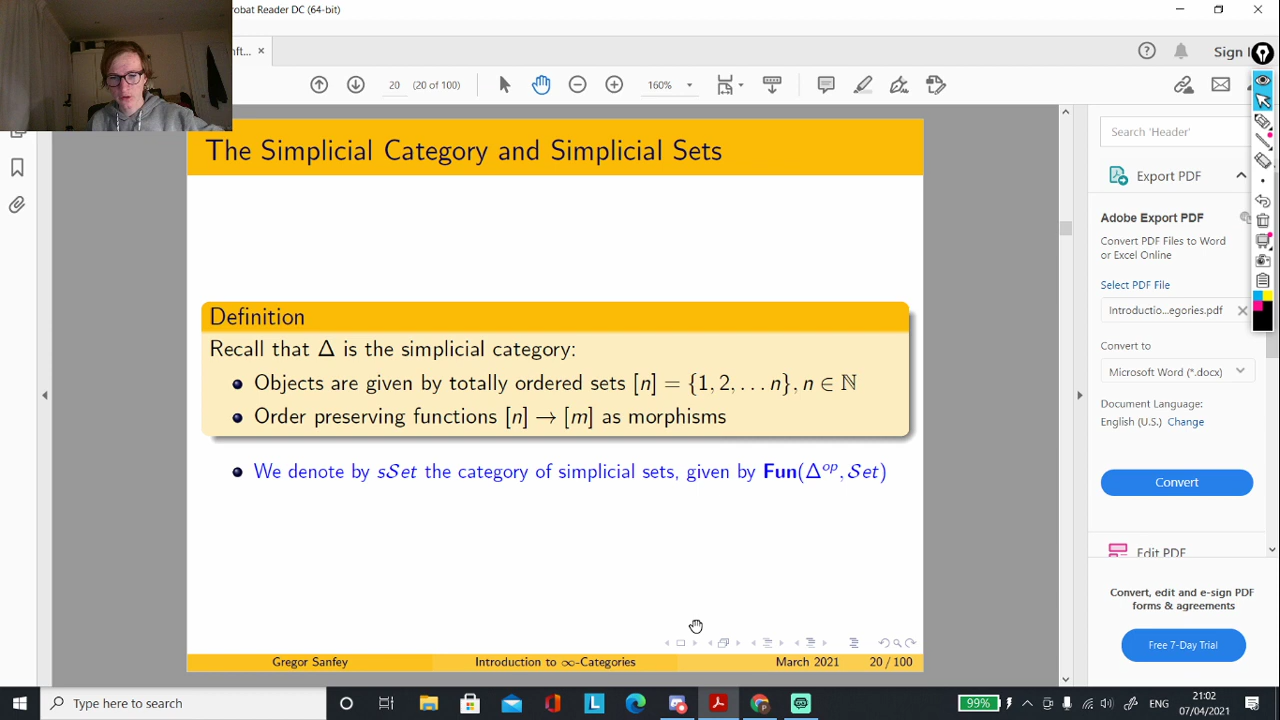 crobat Reader DC (64-bit)
nft...
Sign I
20 (20 of 100)
160%
The Simplicial Category and Simplicial Sets
Definition
Recall that Δ is the simplicial category:
Objects are given by totally ordered sets [n] = {1, 2, . . . n}, n ∈ ℕ
Order preserving functions [n] → [m] as morphisms
We denote by sSet the category of simplicial sets, given by Fun(Δ^op, Set)
Gregor Sanfey
Introduction to ∞-Categories
March 2021
20 / 100
Search 'Header'
Export PDF
Adobe Export PDF
Convert PDF Files to Word
or Excel Online
Select PDF File
Introductio...egories.pdf
Convert to
Microsoft Word (*.docx)
Document Language:
English (U.S.) Change
Convert
Edit PDF
Convert, edit and e-sign PDF
forms & agreements
Free 7-Day Trial
Type here to search
99%
ENG
21:02
07/04/2021